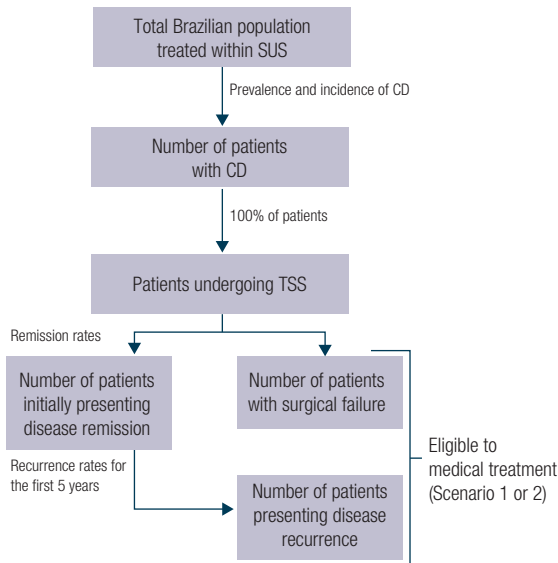 Total Brazilian population
treated within SUS
Prevalence and incidence of CD
Number of patients
with CD
100% of patients
Patients undergoing TSS
Remission rates
Number of patients
initially presenting
disease remission
Number of patients
with surgical failure
Recurrence rates for
the first 5 years
Number of patients
presenting disease
recurrence
Eligible to
medical treatment
(Scenario 1 or 2)